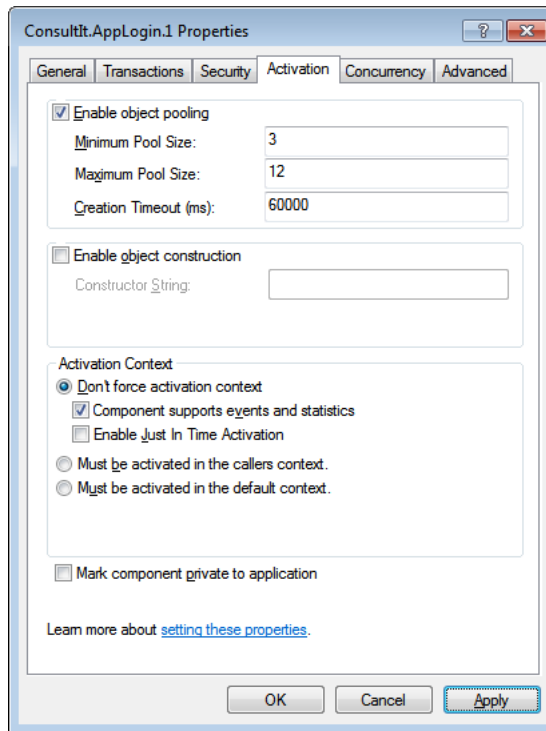 ConsultIt.AppLogin.1 Properties
?
General Transactions Security Activation Concurrency Advanced
Enable object pooling
Minimum Pool Size: 3
Maximum Pool Size: 12
Creation Timeout (ms): 60000
Enable object construction
Constructor String:
Activation Context
Don't force activation context
Component supports events and statistics
Enable Just In Time Activation
Must be activated in the callers context.
Must be activated in the default context.
Mark component private to application
Learn more about setting these properties.
OK Cancel Apply